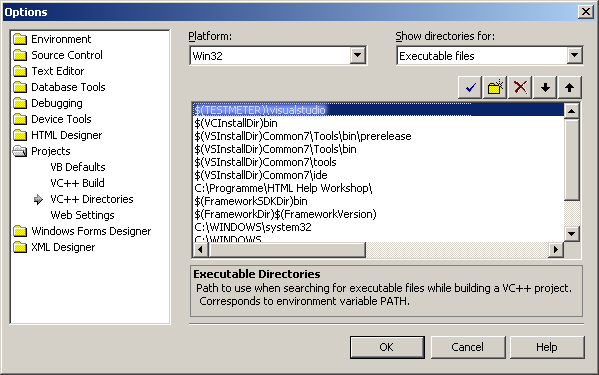 Options
Platform:
Show directories for:
Win32
Executable files
Environment
Source Control
Text Editor
Database Tools
Debugging
Device Tools
HTML Designer
Projects
VB Defaults
VC++ Build
VC++ Directories
Web Settings
Windows Forms Designer
XML Designer
$(TESTMETER)\visualstudio
$(VCInstallDir)bin
$(VSInstallDir)Common7\Tools\bin\prerelease
$(VSInstallDir)Common7\Tools\bin
$(VSInstallDir)Common7\tools
$(VSInstallDir)Common7\ide
C:\Programme\HTML Help Workshop\
$(FrameworkSDKDir)bin
$(FrameworkDir)$(FrameworkVersion)
C:\WINDOWS\system32
C:\WINDOWS
Executable Directories
Path to use when searching for executable files while building a VC++ project.
Corresponds to environment variable PATH.
OK
Cancel
Help